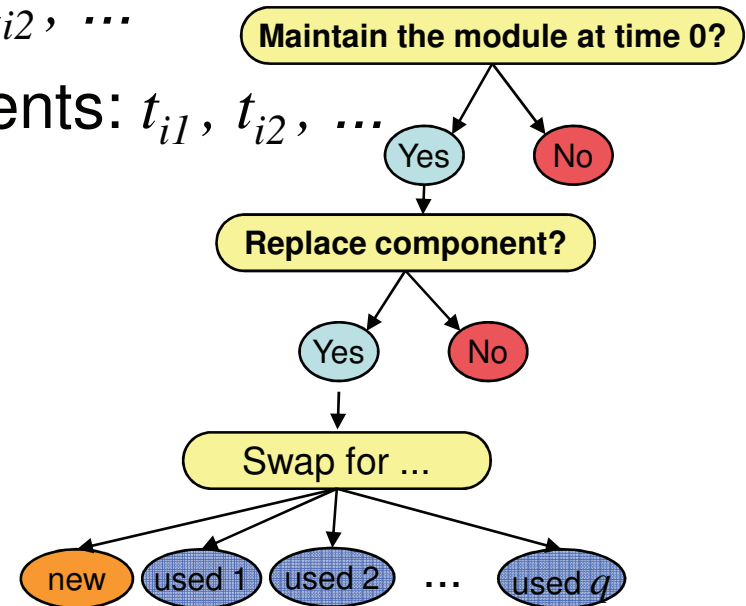 i2, ...
Maintain the module at time 0?
ents: ti1, ti2, ...
Yes No
Replace component?
Yes No
Swap for ...
new used 1 used 2 ... used q